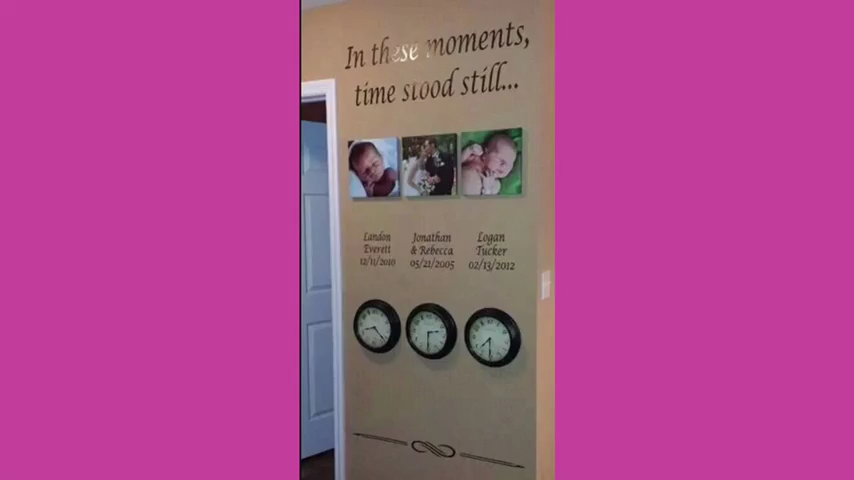 In these moments,
time stood still...
Landon
Everett
12/11/2010
Jonathan
& Rebecca
05/21/2005
Logan
Tucker
02/13/2012